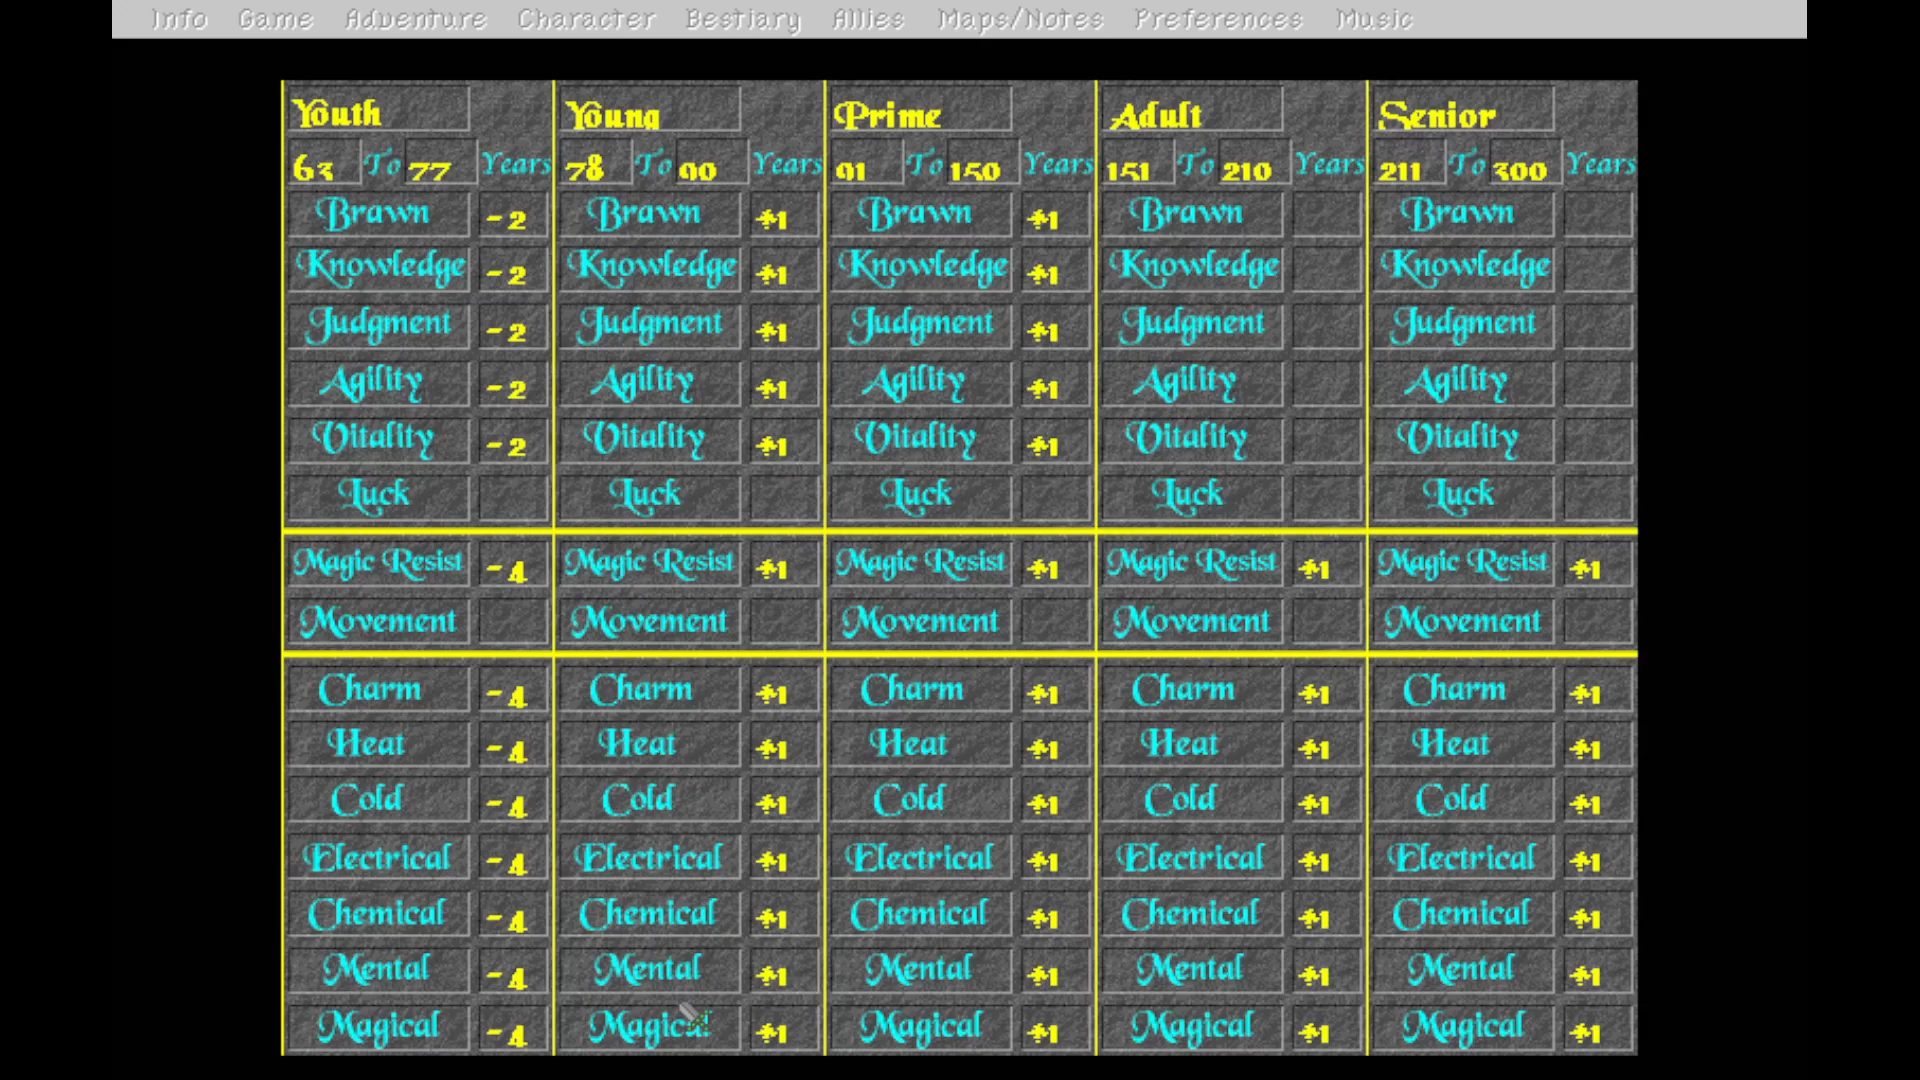 Info Game Adventure Character Bestiary Allies Maps/Notes Preferences Music
Youth Young Prime Adult Senior
63 To 77 Years 78 To 90 Years 91 To 150 Years 151 To 210 Years 211 To 300 Years
Brawn -2 Brawn +1 Brawn +1 Brawn Brawn
Knowledge -2 Knowledge +1 Knowledge +1 Knowledge Knowledge
Judgment -2 Judgment +1 Judgment +1 Judgment Judgment
Agility -2 Agility +1 Agility +1 Agility Agility
Vitality -2 Vitality +1 Vitality +1 Vitality Vitality
Luck Luck Luck Luck Luck
Magic Resist -4 Magic Resist +1 Magic Resist +1 Magic Resist +1 Magic Resist +1
Movement Movement Movement Movement Movement
Charm -4 Charm +1 Charm +1 Charm +1 Charm +1
Heat -4 Heat +1 Heat +1 Heat +1 Heat +1
Cold -4 Cold +1 Cold +1 Cold +1 Cold +1
Electrical -4 Electrical +1 Electrical +1 Electrical +1 Electrical +1
Chemical -4 Chemical +1 Chemical +1 Chemical +1 Chemical +1
Mental -4 Mental +1 Mental +1 Mental +1 Mental +1
Magical -4 Magical +1 Magical +1 Magical +1 Magical +1